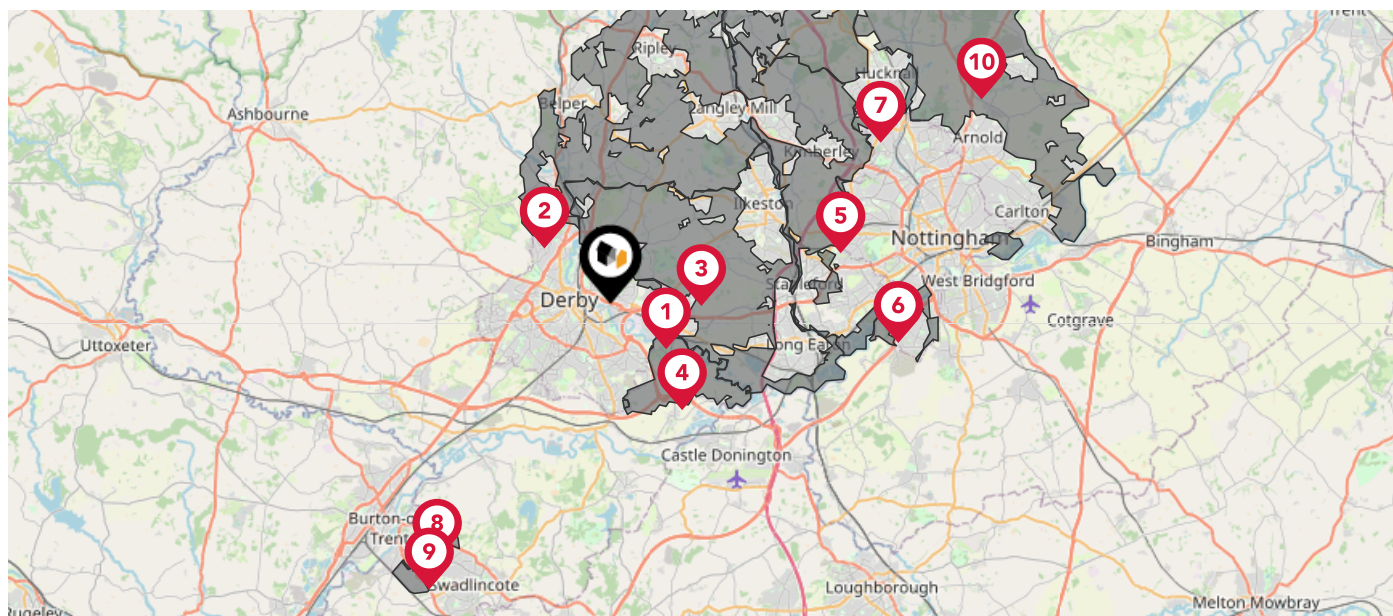 Trent
Ripley
Hucknall
10
Belper
7
Ashbourne
Langley Mill
Arnold
Kimberley
2
Ilkeston
5
Carlton
Nottingham
Bingham
3
Stapleford
West Bridgford
Derby
1
6
Cotgrave
Uttoxeter
Long Eaton
4
Castle Donington
Burton-o
Trent
8
9
Swadlincote
Loughborough
Rugeley
Melton Mowbray